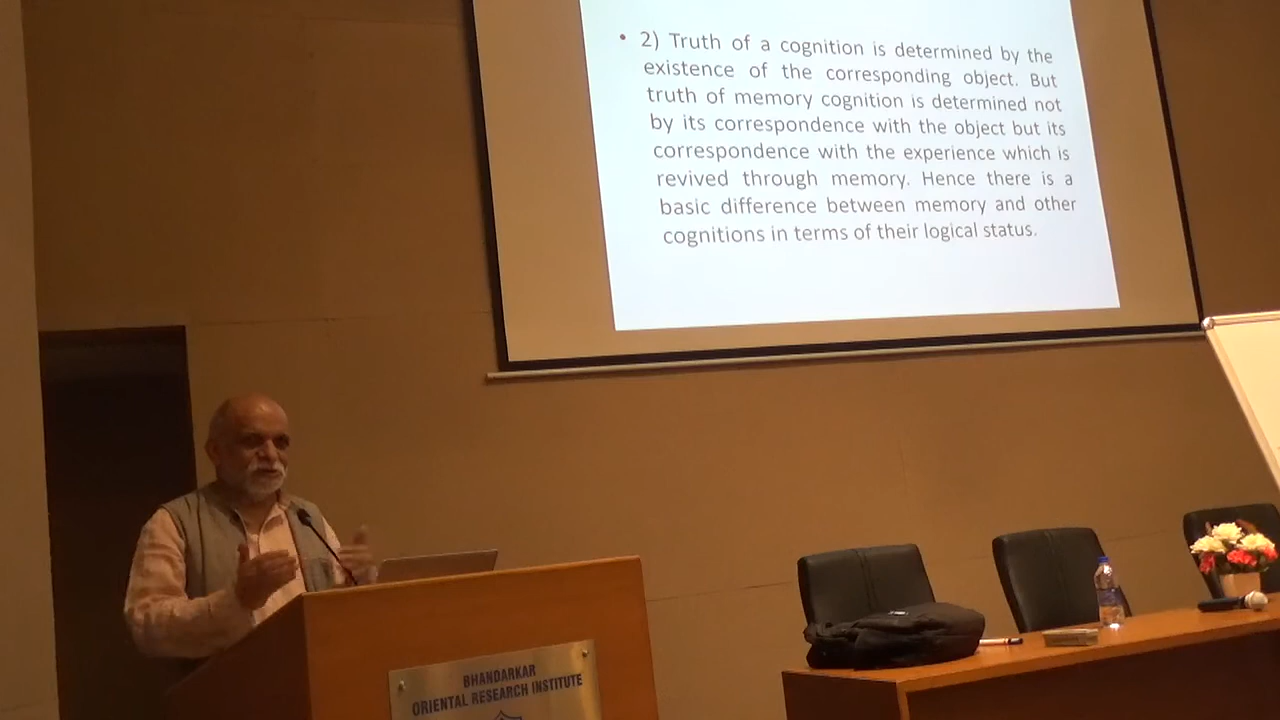 • 2) Truth of a cognition is determined by the
existence of the corresponding object. But
truth of memory cognition is determined not
by its correspondence with the object but its
correspondence with the experience which is
revived through memory. Hence there is a
basic difference between memory and other
cognitions in terms of their logical status.
BHANDARKAR
ORIENTAL RESEARCH INSTITUTE